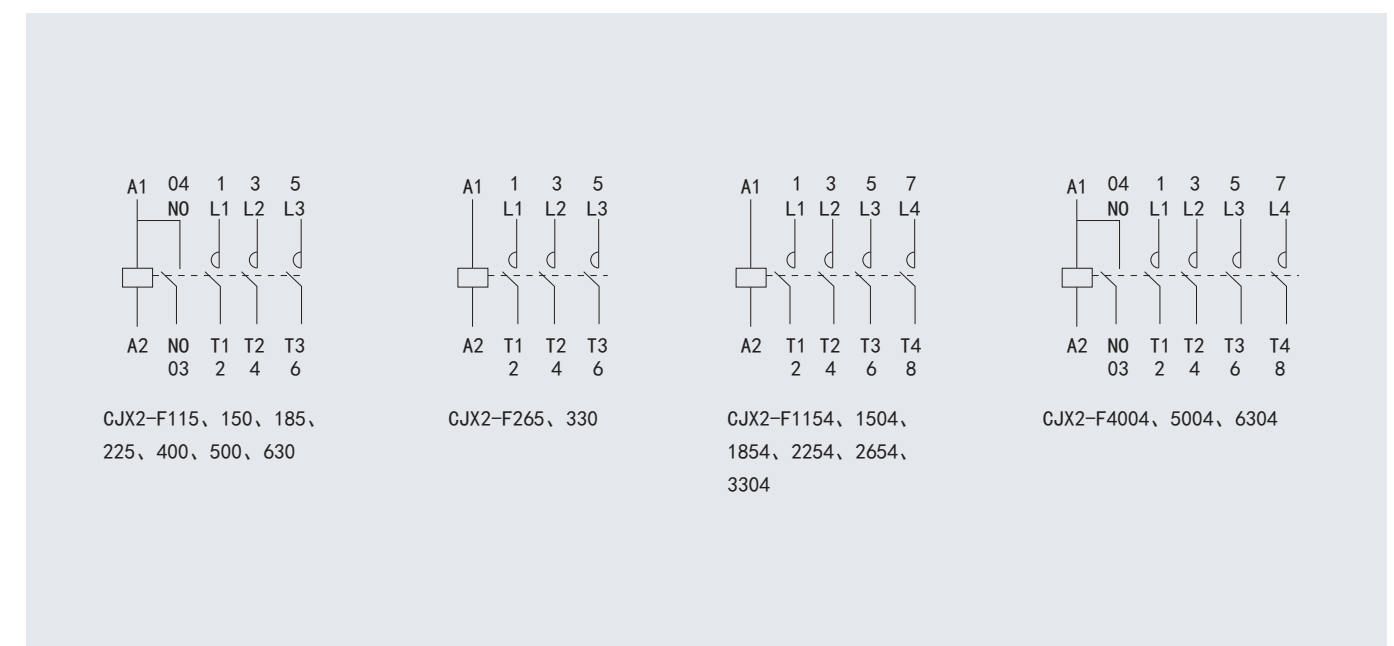 A1 04 1 3 5
NO L1 L2 L3
A2 NO T1 T2 T3
03 2 4 6
CJX2-F115、150、185、
225、400、500、630
A1 1 3 5
L1 L2 L3
A2 T1 T2 T3
2 4 6
CJX2-F265、330
A1 1 3 5 7
L1 L2 L3 L4
A2 T1 T2 T3 T4
2 4 6 8
CJX2-F1154、1504、
1854、2254、2654、
3304
A1 04 1 3 5 7
NO L1 L2 L3 L4
A2 NO T1 T2 T3 T4
03 2 4 6 8
CJX2-F4004、5004、6304